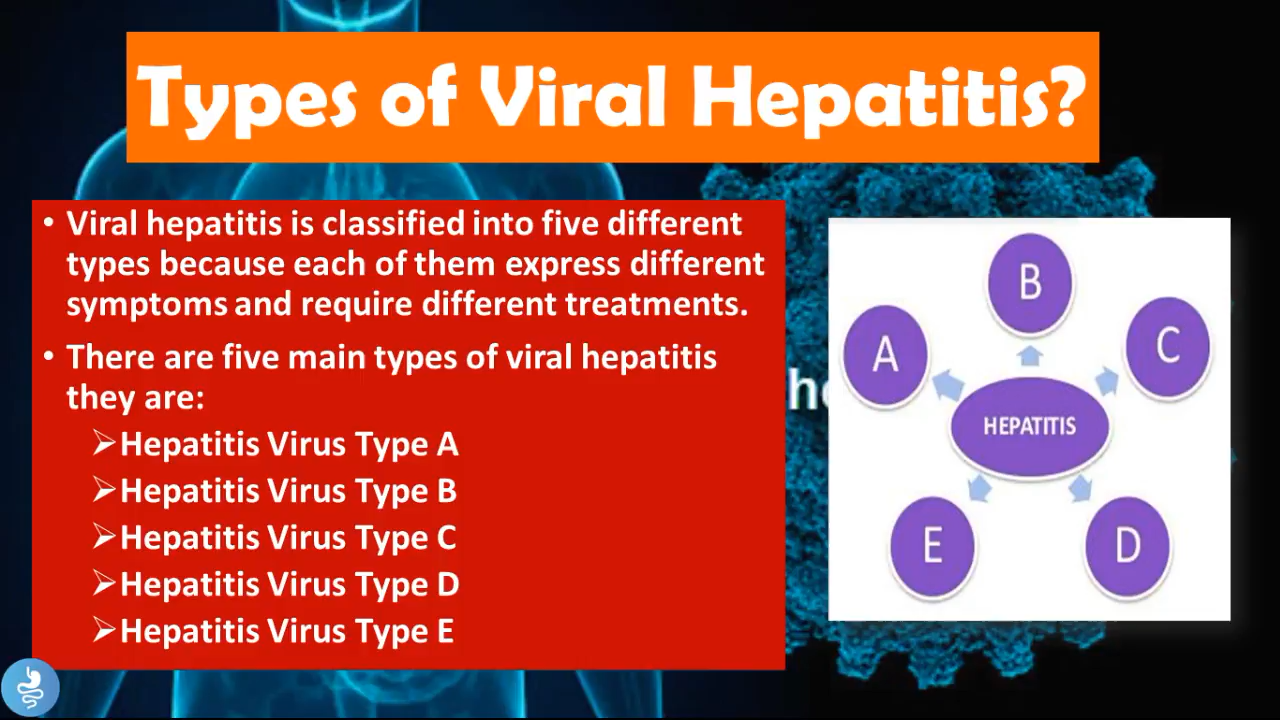 Types of Viral Hepatitis?
• Viral hepatitis is classified into five different
types because each of them express different
symptoms and require different treatments.
• There are five main types of viral hepatitis
they are:
➢Hepatitis Virus Type A
➢Hepatitis Virus Type B
➢Hepatitis Virus Type C
➢Hepatitis Virus Type D
➢Hepatitis Virus Type E
B
A
C
HEPATITIS
E
D